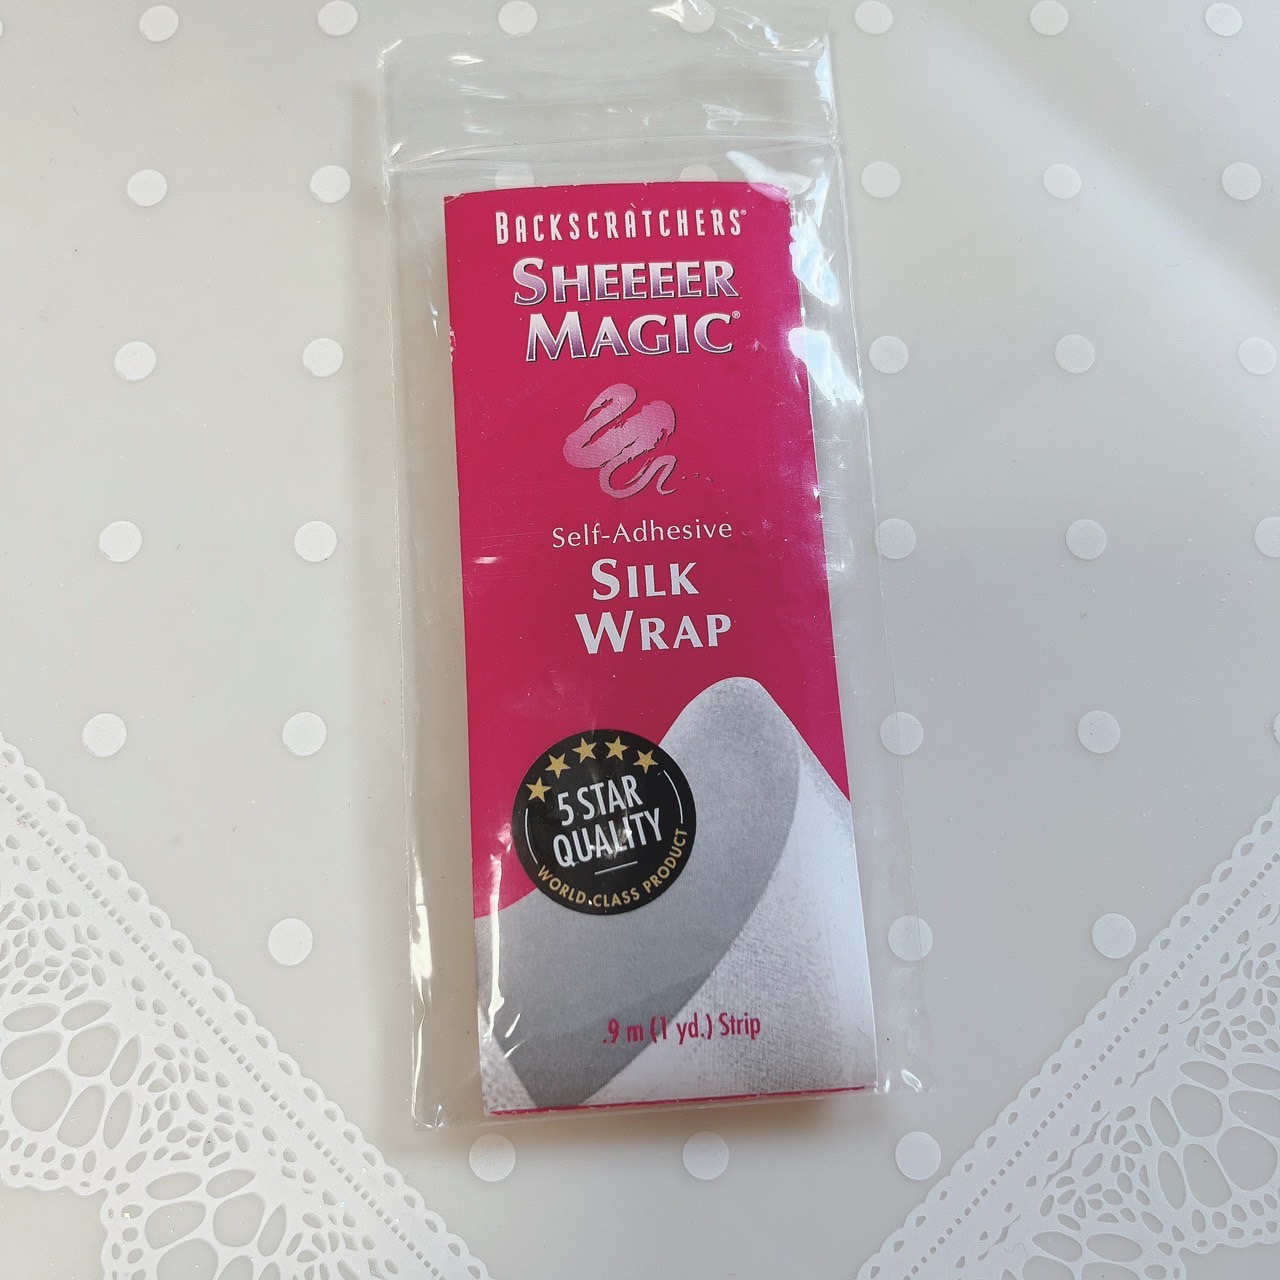 BACKSCRATCHERS®
SHEEEER
MAGIC®
Self-Adhesive
SILK
WRAP
5 STAR
QUALITY
WORLD CLASS PRODUCT
.9 m (1 yd.) Strip